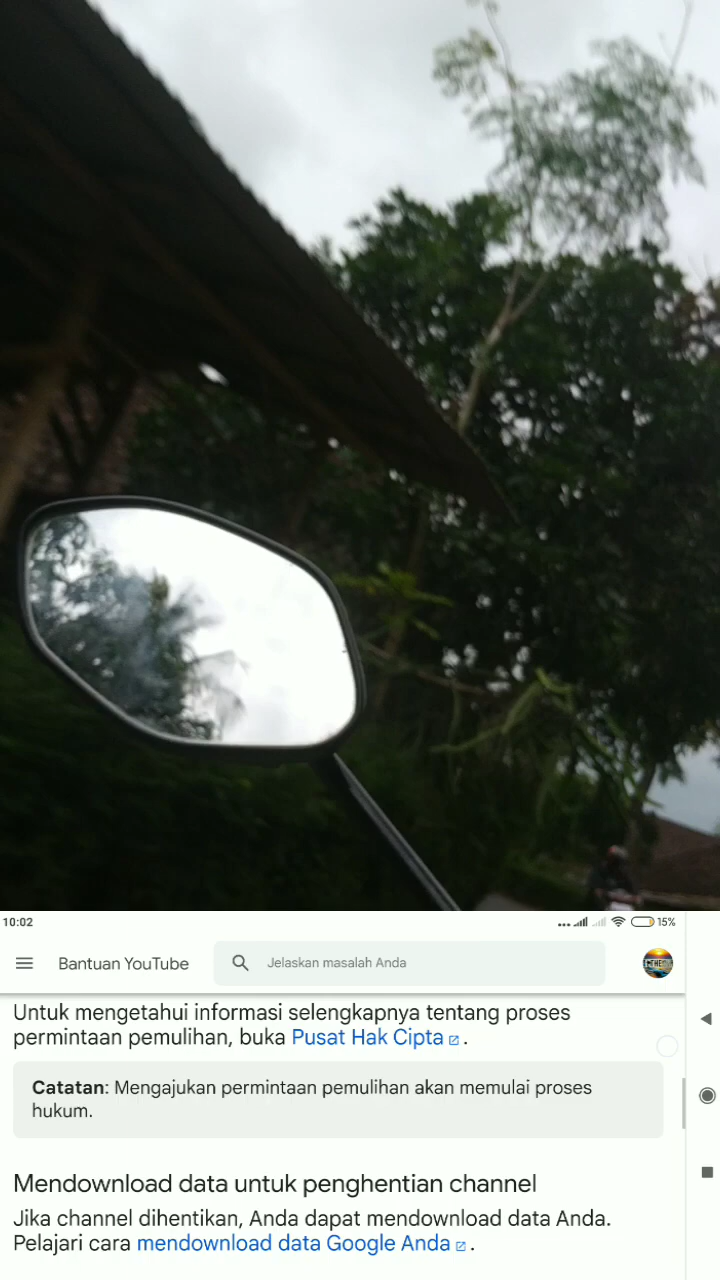 10:02
15%
Bantuan YouTube
Jelaskan masalah Anda
Untuk mengetahui informasi selengkapnya tentang proses
permintaan pemulihan, buka Pusat Hak Cipta.
Catatan: Mengajukan permintaan pemulihan akan memulai proses
hukum.
Mendownload data untuk penghentian channel
Jika channel dihentikan, Anda dapat mendownload data Anda.
Pelajari cara mendownload data Google Anda.